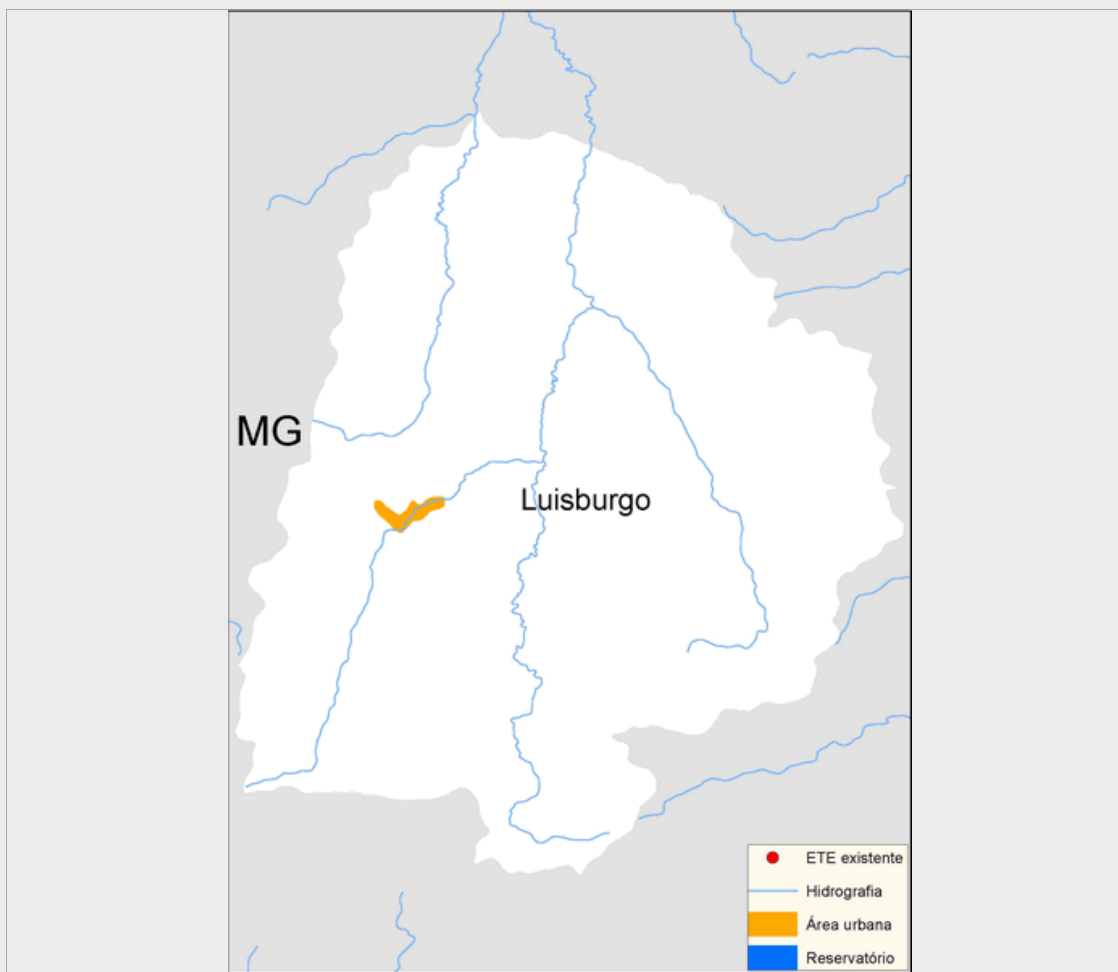 MG
Luisburgo
ETE existente
Hidrografia
Área urbana
Reservatório